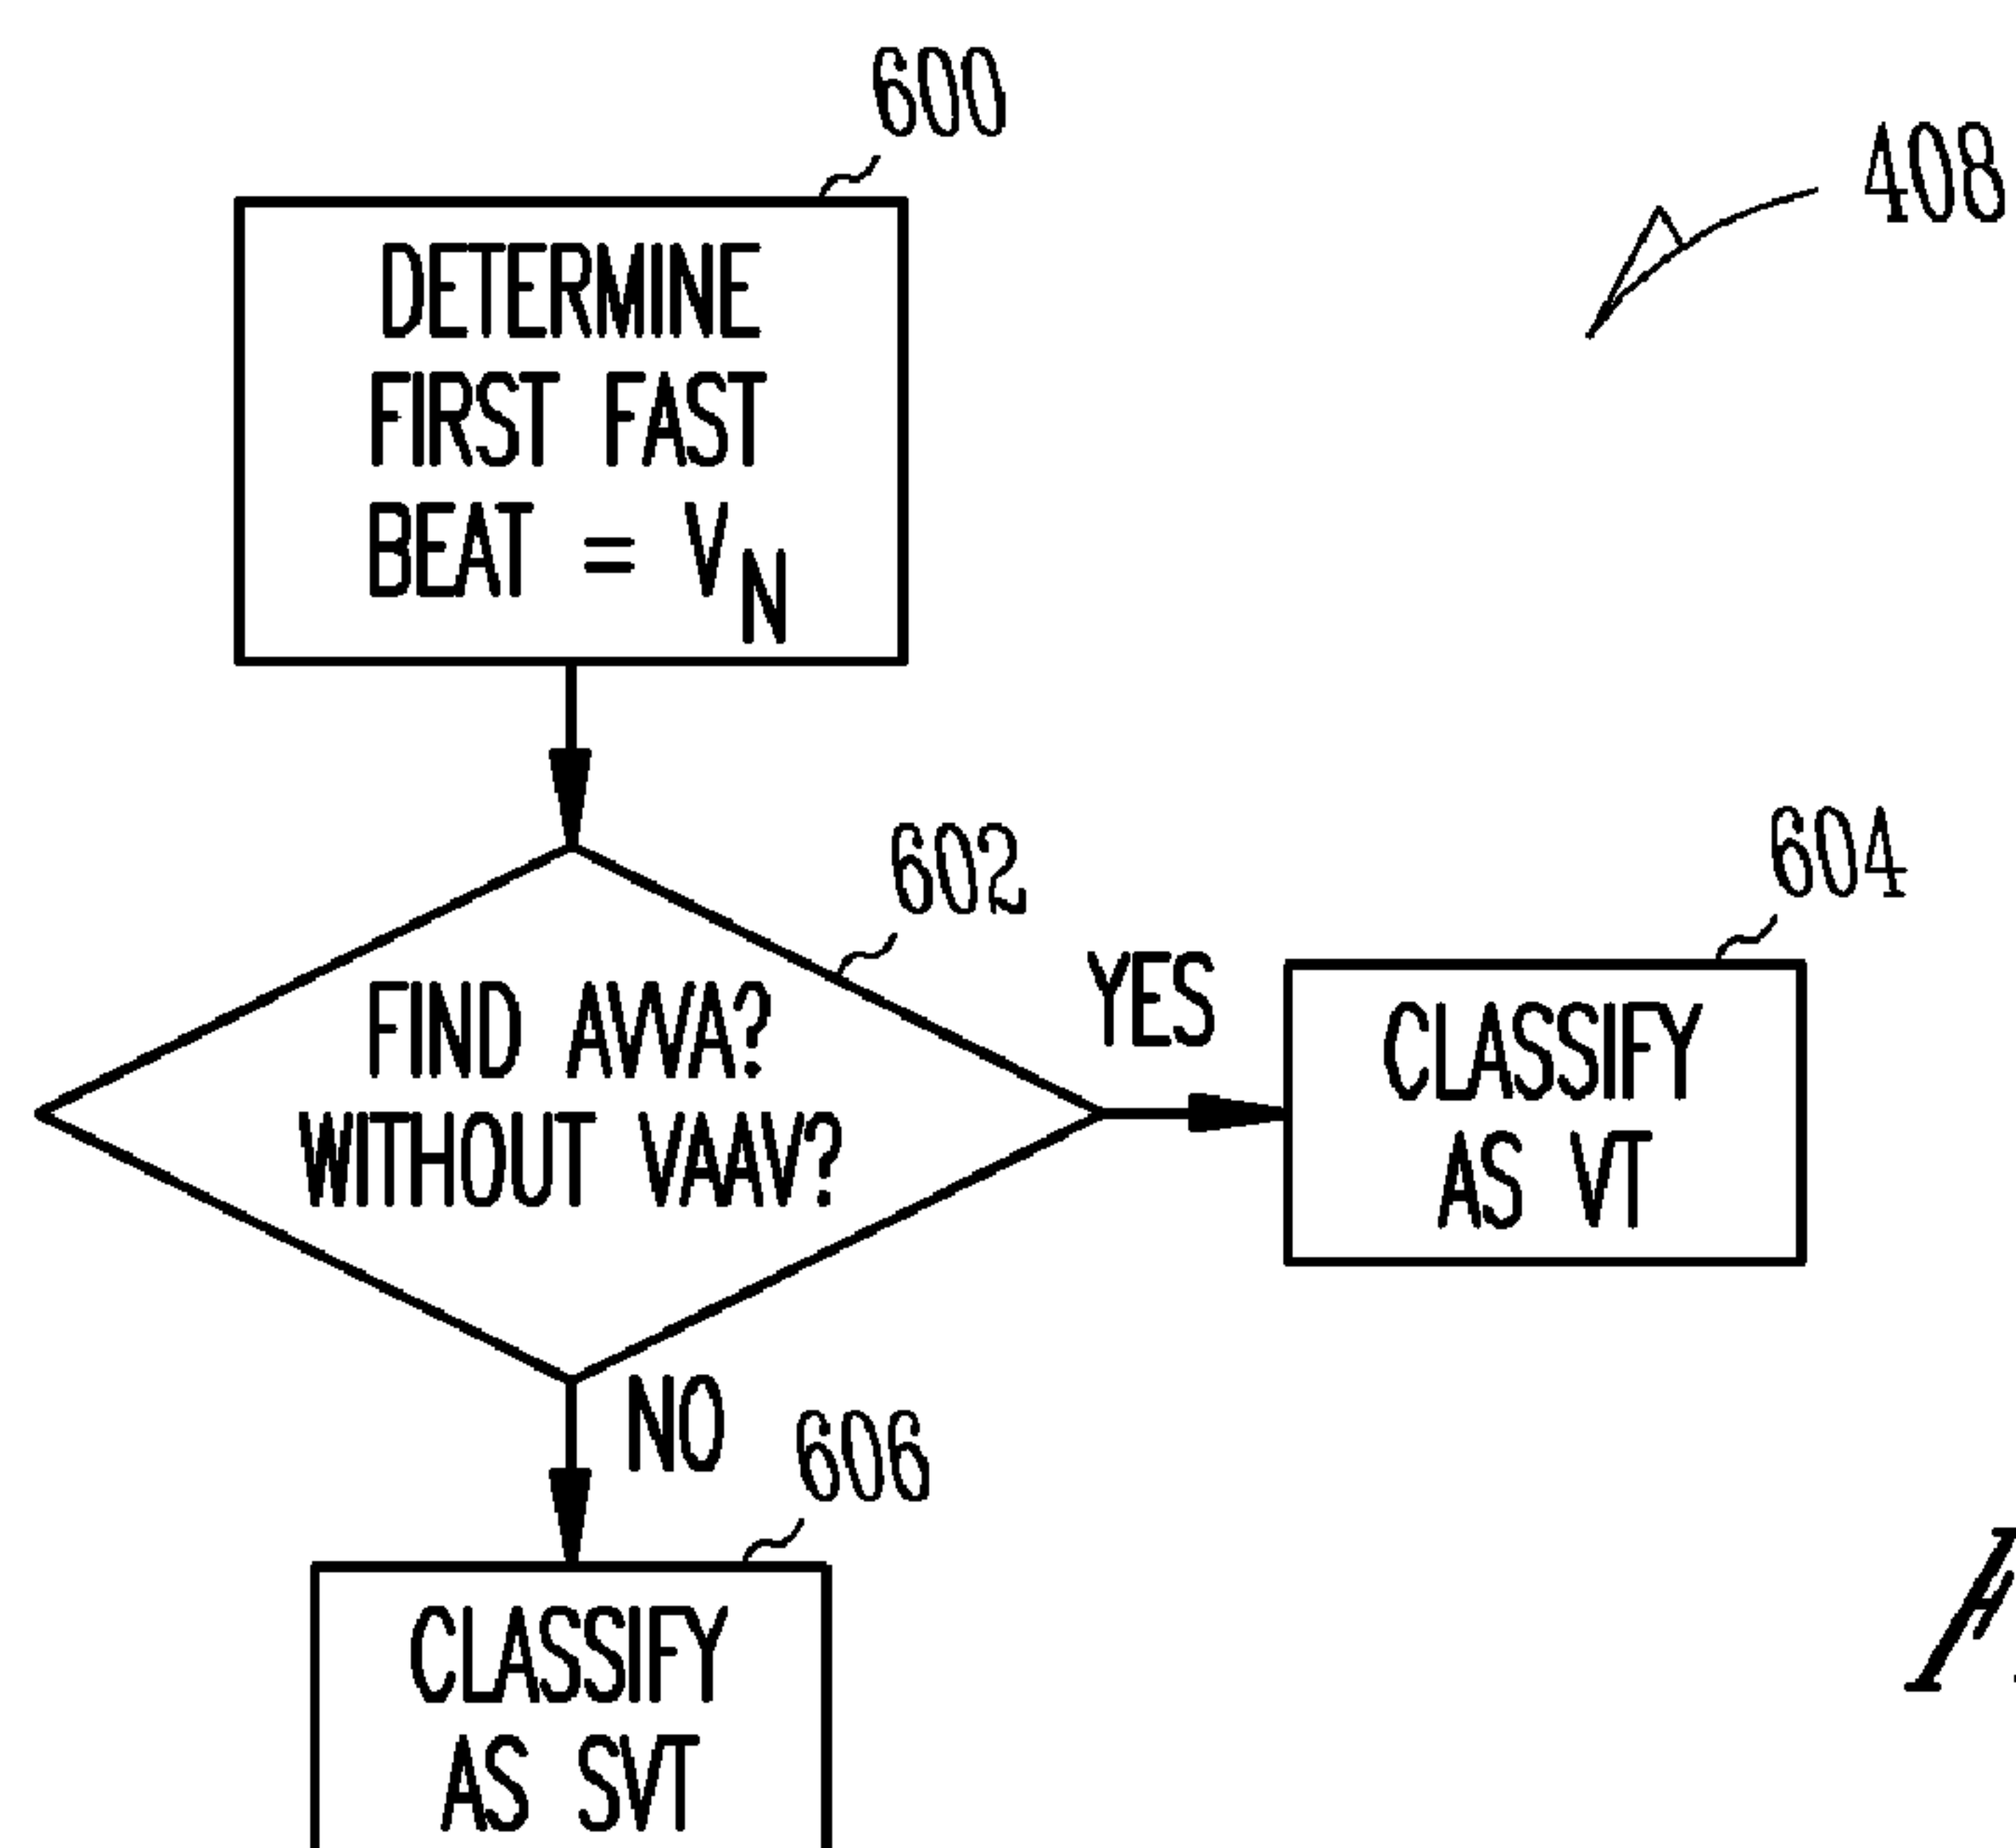 600
408
DETERMINE
FIRST FAST
BEAT = V_N
602
604
YES
FIND AVVA?
WITHOUT VAAV?
CLASSIFY
AS VT
NO
606
CLASSIFY
AS SVT